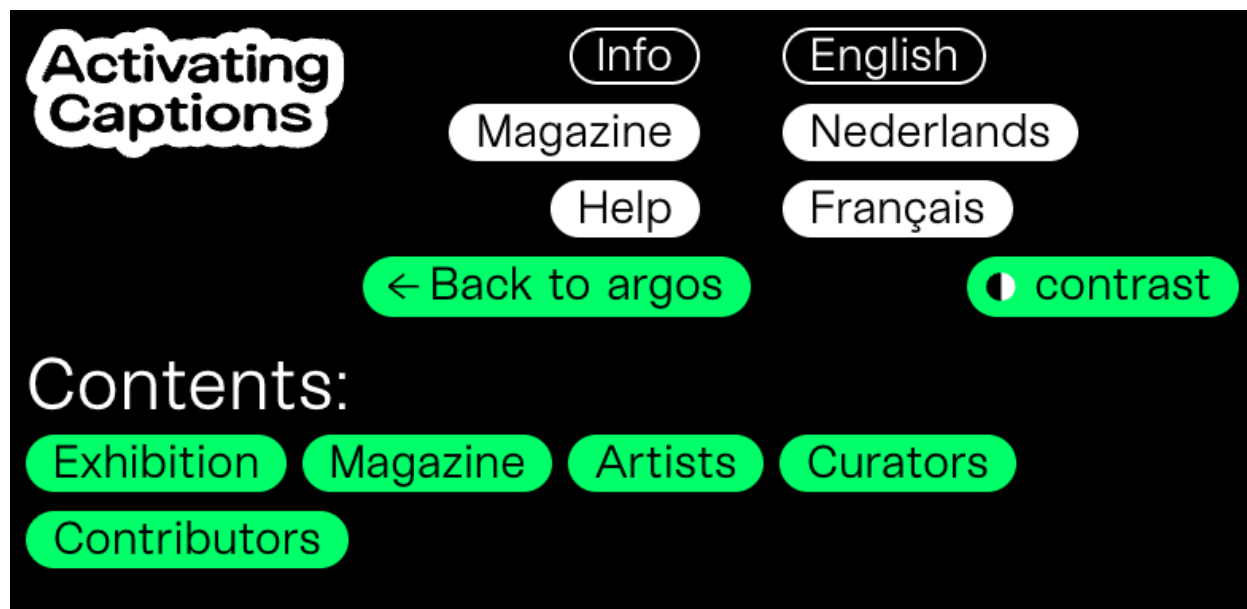 Activating
Captions
Info
English
Magazine
Nederlands
Help
Français
← Back to argos
contrast
Contents:
Exhibition Magazine Artists Curators
Contributors